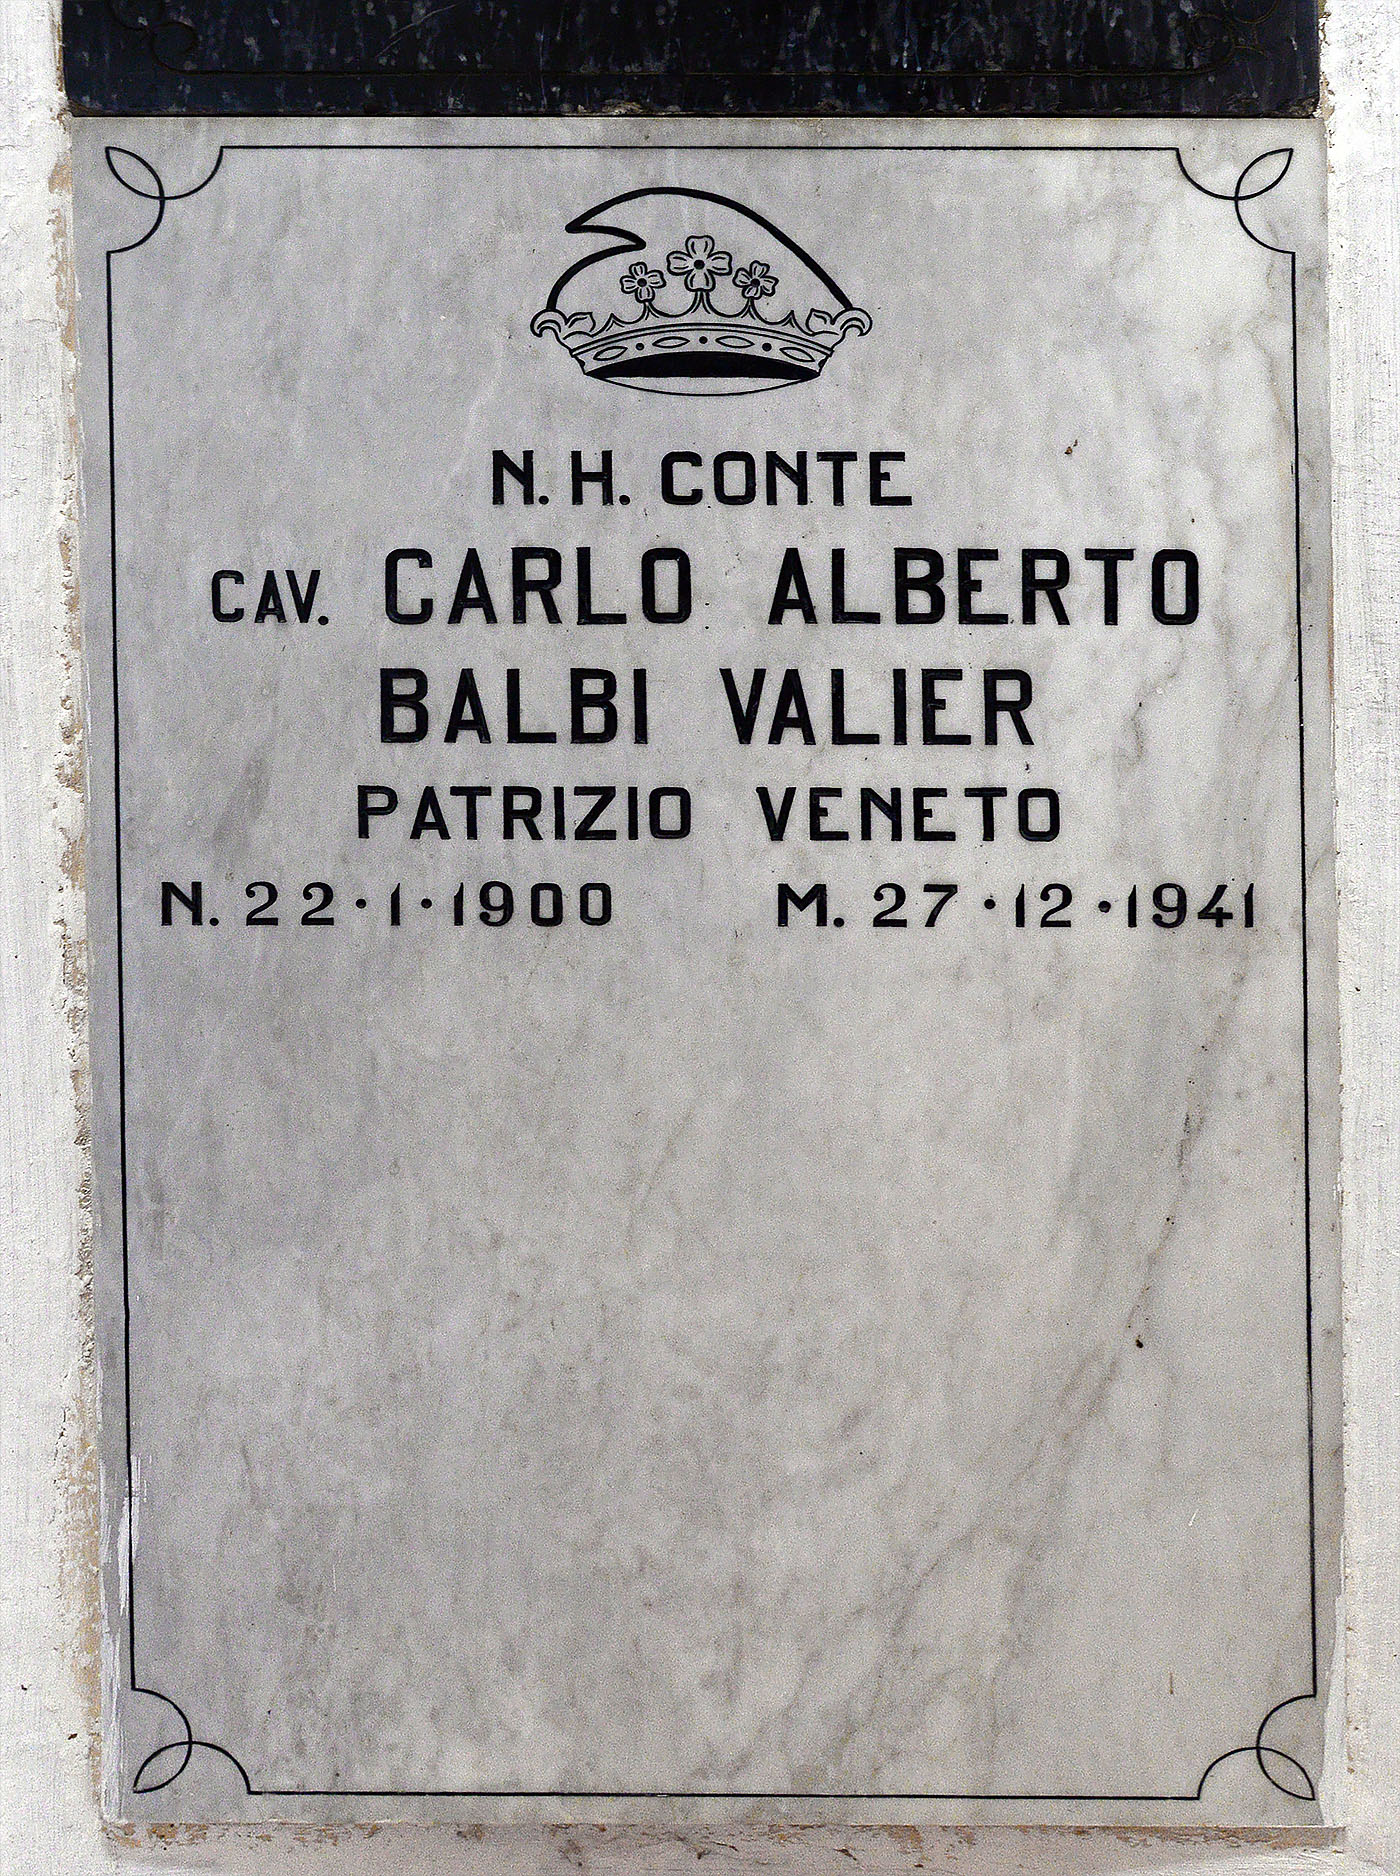 N. H. CONTE
CAV. CARLO ALBERTO
BALBI VALIER
PATRIZIO VENETO
N. 22·1·1900 M. 27·12·1941